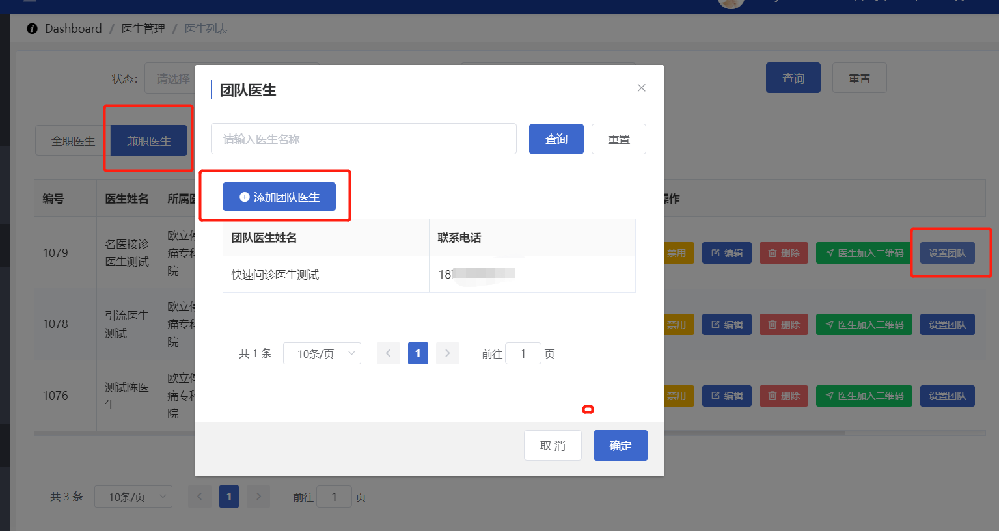 Dashboard / 医生管理 / 医生列表
状态: 请选择
查询 重置
全职医生 兼职医生
团队医生
请输入医生名称 查询 重置
添加团队医生
团队医生姓名 联系电话
快速问诊医生测试 187
共 1 条 10条/页 1 前往 1 页
取 消 确定
编号 医生姓名 所属 操作
1079 名医接诊医生测试 欧立停痛专科院 禁用 编辑 删除 医生加入二维码 设置团队
1078 引流医生测试 欧立停痛专科院 禁用 编辑 删除 医生加入二维码 设置团队
1076 测试陈医生 欧立停痛专科院 禁用 编辑 删除 医生加入二维码 设置团队
共 3 条 10条/页 1 前往 1 页